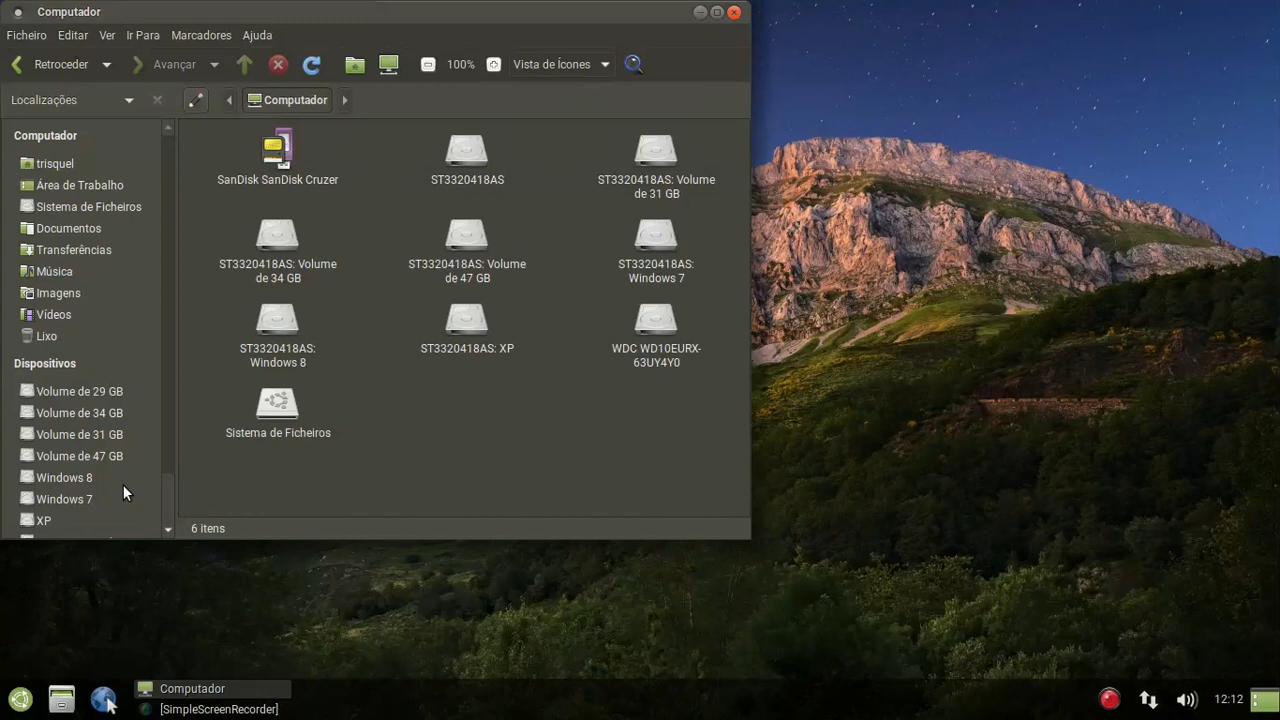 Computador
Ficheiro Editar Ver Ir Para Marcadores Ajuda
Retroceder Avançar 100% Vista de Ícones
Localizações Computador
Computador
trisquel
Área de Trabalho
Sistema de Ficheiros
Documentos
Transferências
Música
Imagens
Vídeos
Lixo
Dispositivos
Volume de 29 GB
Volume de 34 GB
Volume de 31 GB
Volume de 47 GB
Windows 8
Windows 7
XP
SanDisk SanDisk Cruzer
ST3320418AS
ST3320418AS: Volume
de 31 GB
ST3320418AS: Volume
de 34 GB
ST3320418AS: Volume
de 47 GB
ST3320418AS:
Windows 7
ST3320418AS:
Windows 8
ST3320418AS: XP
WDC WD10EURX-
63UY4Y0
Sistema de Ficheiros
6 itens
Computador
[SimpleScreenRecorder]
12:12